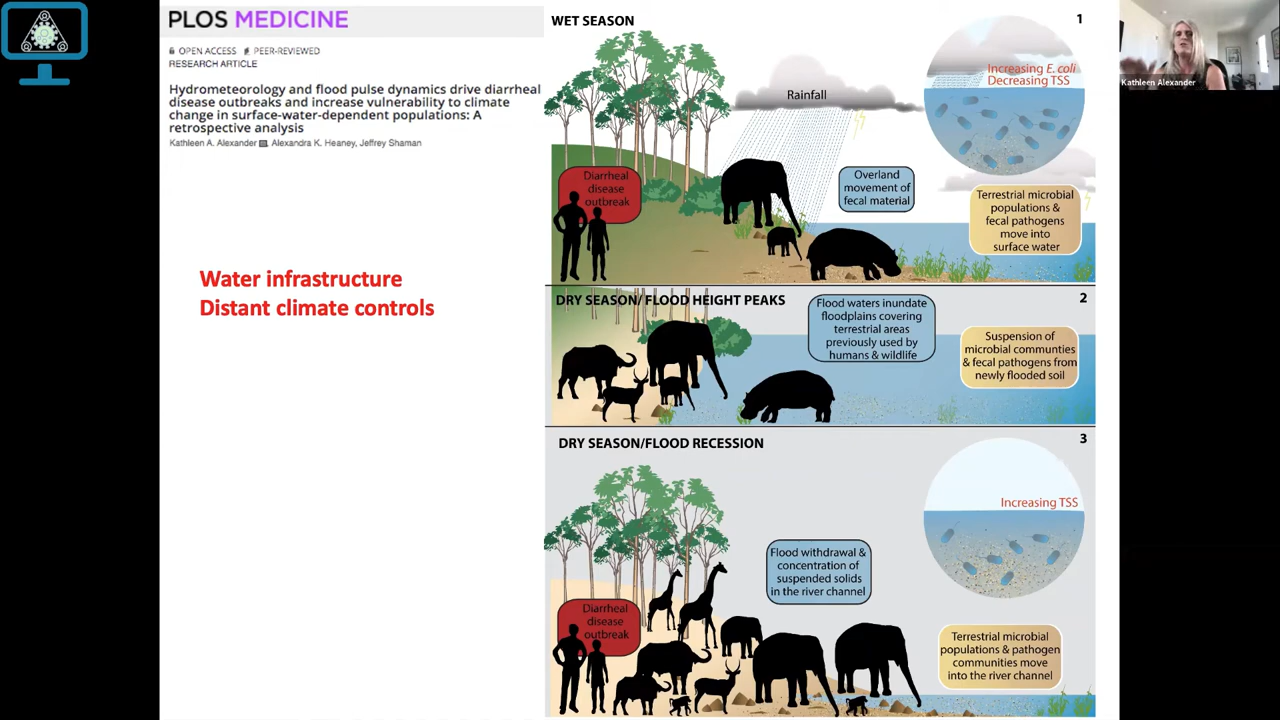 PLOS MEDICINE
OPEN ACCESS PEER-REVIEWED
RESEARCH ARTICLE
Hydrometeorology and flood pulse dynamics drive diarrheal
disease outbreaks and increase vulnerability to climate
change in surface-water-dependent populations: A
retrospective analysis
Kathleen A. Alexander, Alexandra K. Heaney, Jeffrey Shaman
Water infrastructure
Distant climate controls
WET SEASON
1
Rainfall
Increasing E. coli
Decreasing TSS
Diarrheal
disease
outbreak
Overland
movement of
fecal material
Terrestrial microbial
populations &
fecal pathogens
move into
surface water
DRY SEASON/ FLOOD HEIGHT PEAKS
2
Flood waters inundate
floodplains covering
terrestrial areas
previously used by
humans & wildlife
Suspension of
microbial communties
& fecal pathogens from
newly flooded soil
DRY SEASON/FLOOD RECESSION
3
Increasing TSS
Flood withdrawal &
concentration of
suspended solids
in the river channel
Diarrheal
disease
outbreak
Terrestrial microbial
populations & pathogen
communities move
into the river channel
Kathleen Alexander